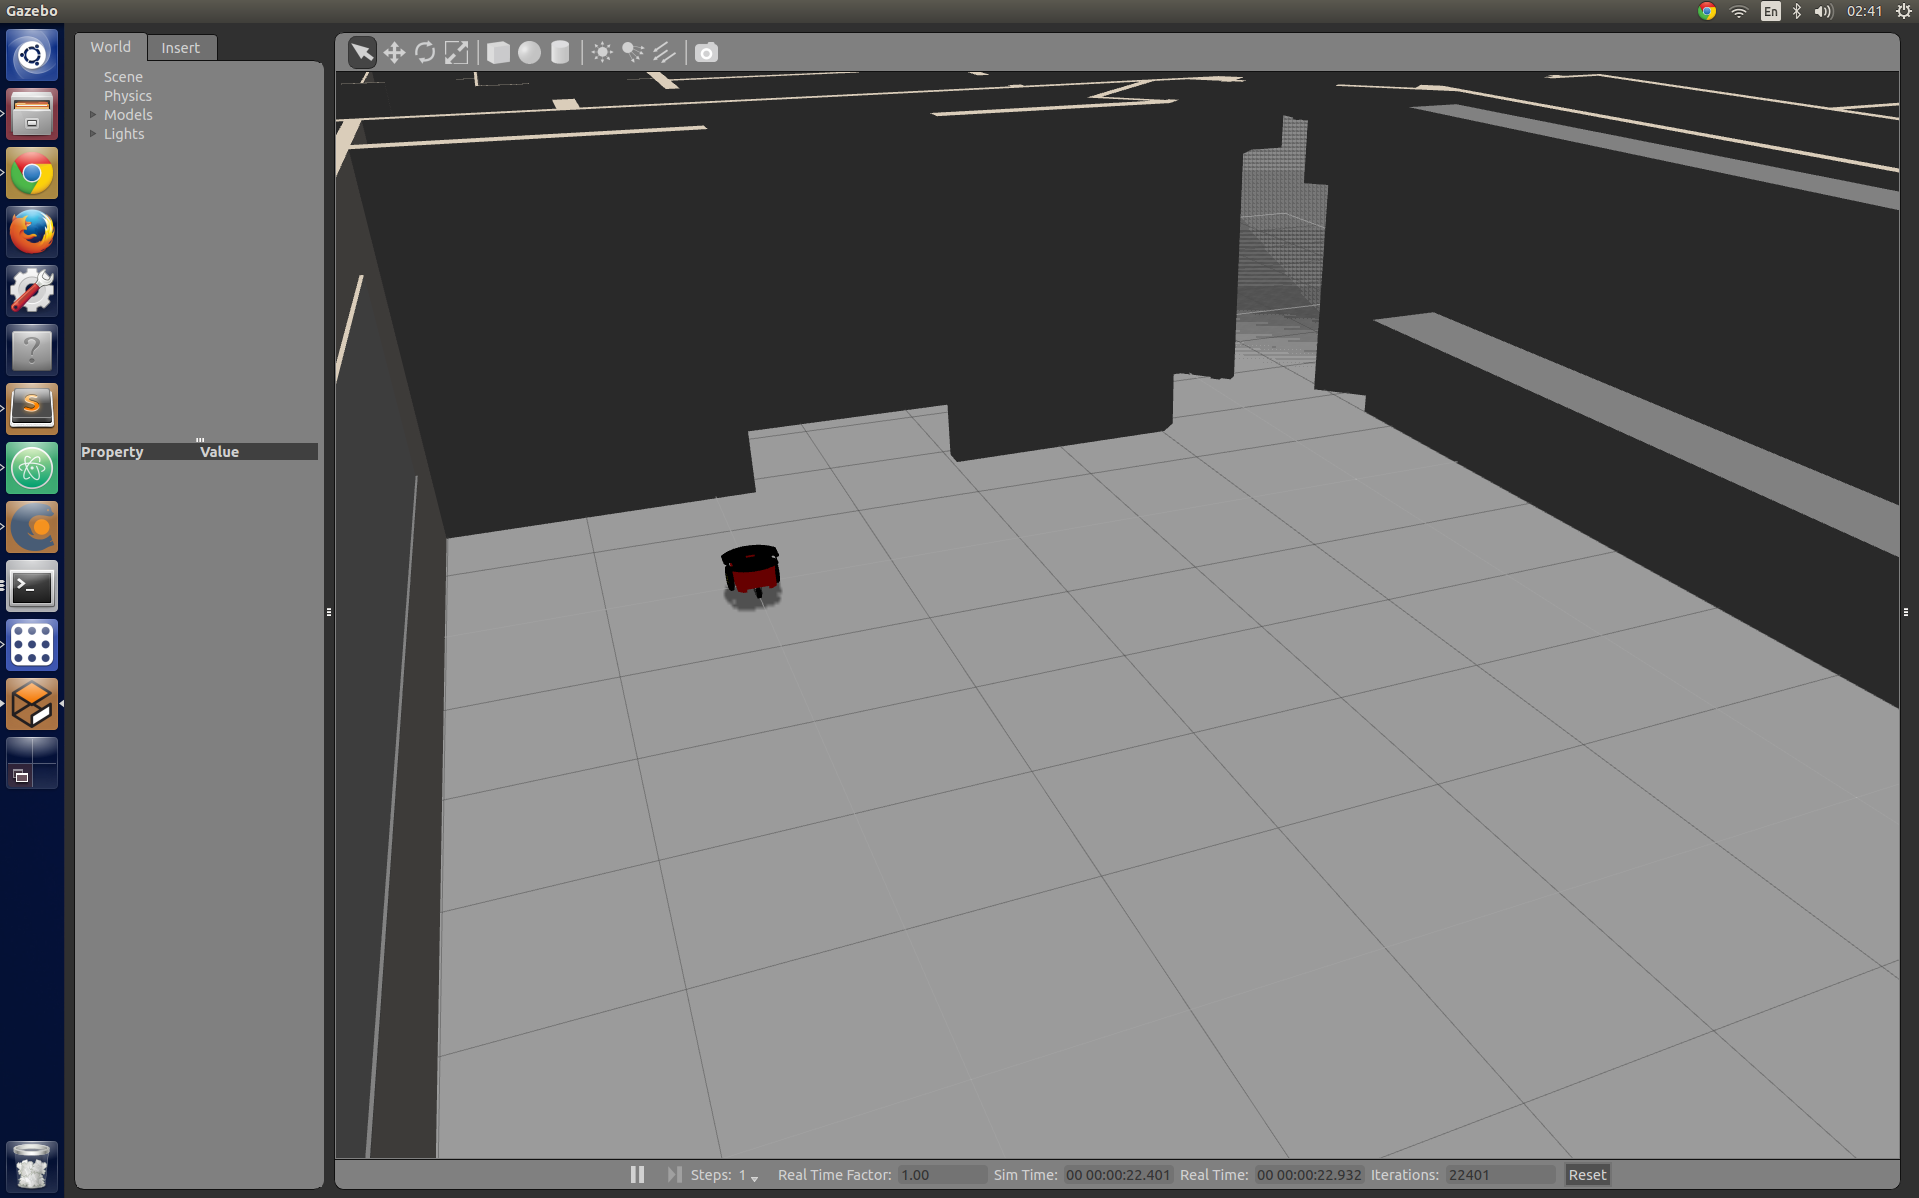 Gazebo
En
02:41
World Insert
Scene
Physics
Models
Lights
Property Value
Steps: 1 Real Time Factor: 1.00 Sim Time: 00 00:00:22.401 Real Time: 00 00:00:22.932 Iterations: 22401 Reset